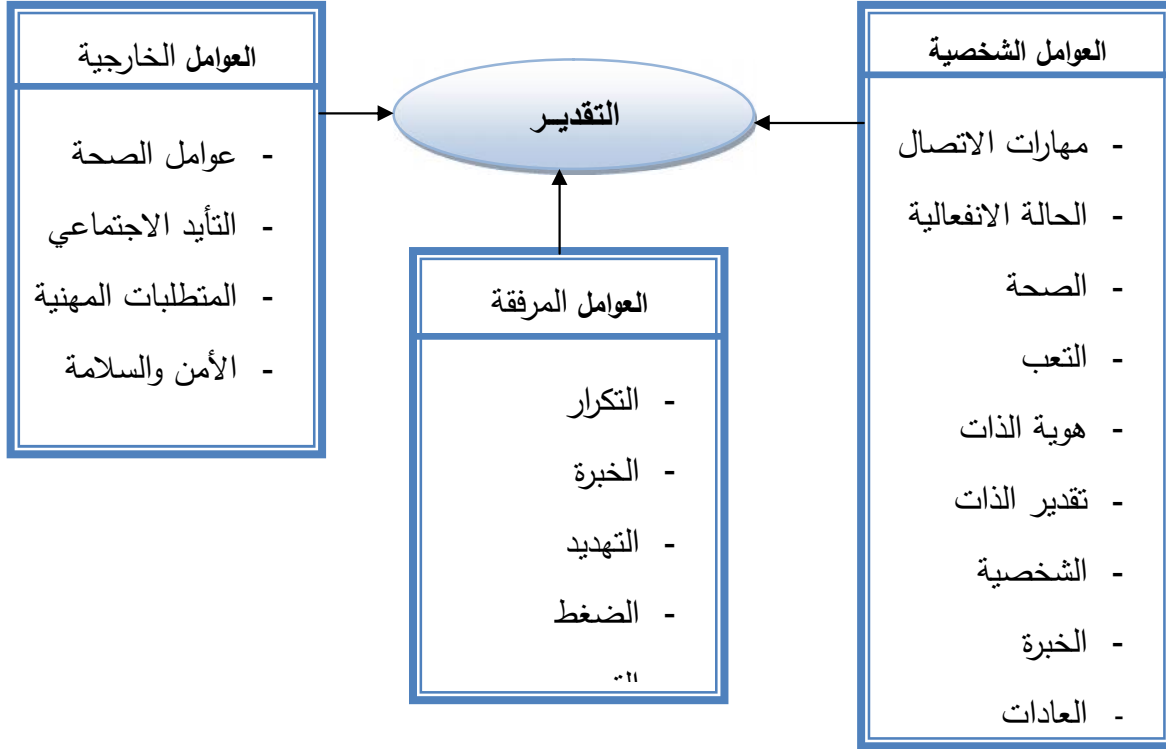 العوامل الشخصية
- مهارات الاتصال
- الحالة الانفعالية
- الصحة
- التعب
- هوية الذات
- تقدير الذات
- الشخصية
- الخبرة
- العادات
التقديـر
العوامل المرفقة
- التكرار
- الخبرة
- التهديد
- الضغط
العوامل الخارجية
- عوامل الصحة
- التأيد الاجتماعي
- المتطلبات المهنية
- الأمن والسلامة